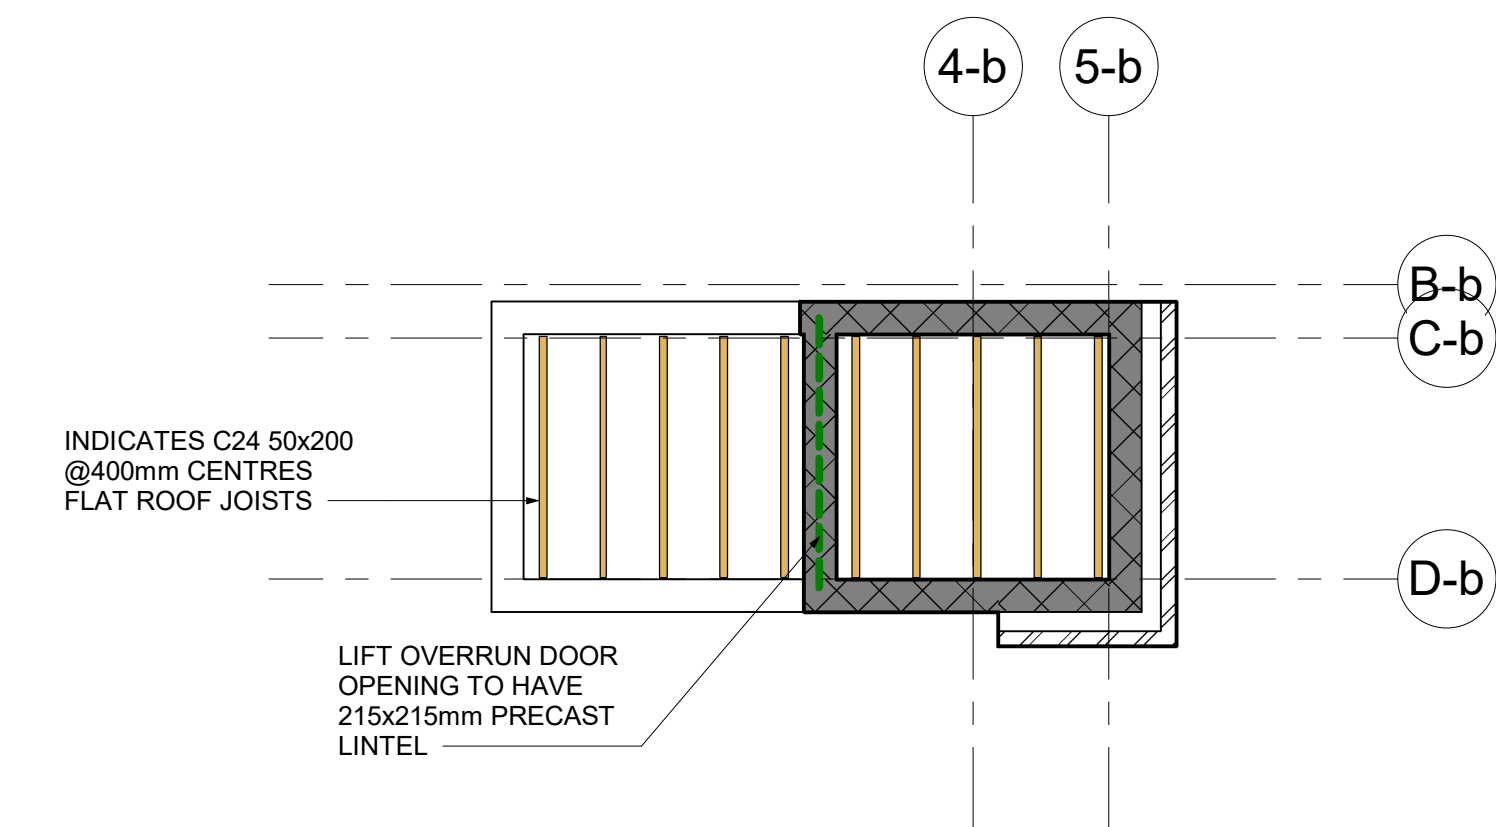 4-b
5-b
B-b
C-b
INDICATES C24 50x200
@400mm CENTRES
FLAT ROOF JOISTS
D-b
LIFT OVERRUN DOOR
OPENING TO HAVE
215x215mm PRECAST
LINTEL